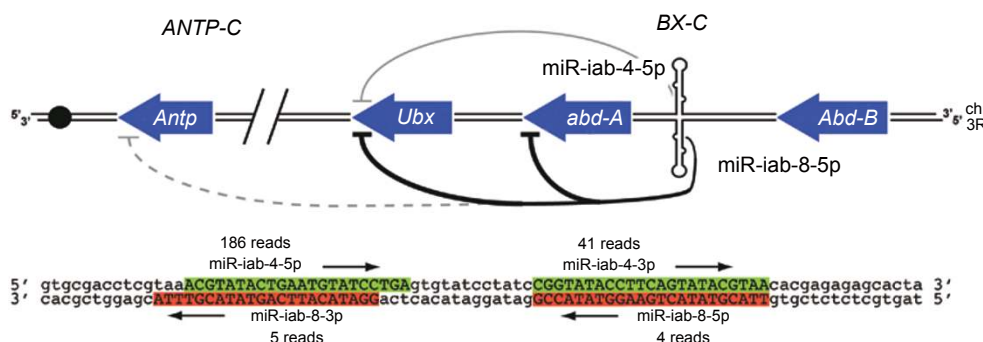 ANTP-C BX-C
miR-iab-4-5p
5' 3' Antp Ubx abd-A Abd-B 3' 5' ch 3R
miR-iab-8-5p
186 reads 41 reads
miR-iab-4-5p miR-iab-4-3p
5' gtgcgacctcgtaaACGTATACTGAATGTATCCTGAgtgtatcctatcCGGTATACCTTCAGTATACGTAAcacgagagagcacta 3'
3' cacgctggagcATTTGCATATGACTTACATAGGactcacataggatagGCCATATGGAAGTCATATGCATTgtgctctctcgtgat 5'
miR-iab-8-3p miR-iab-8-5p
5 reads 4 reads